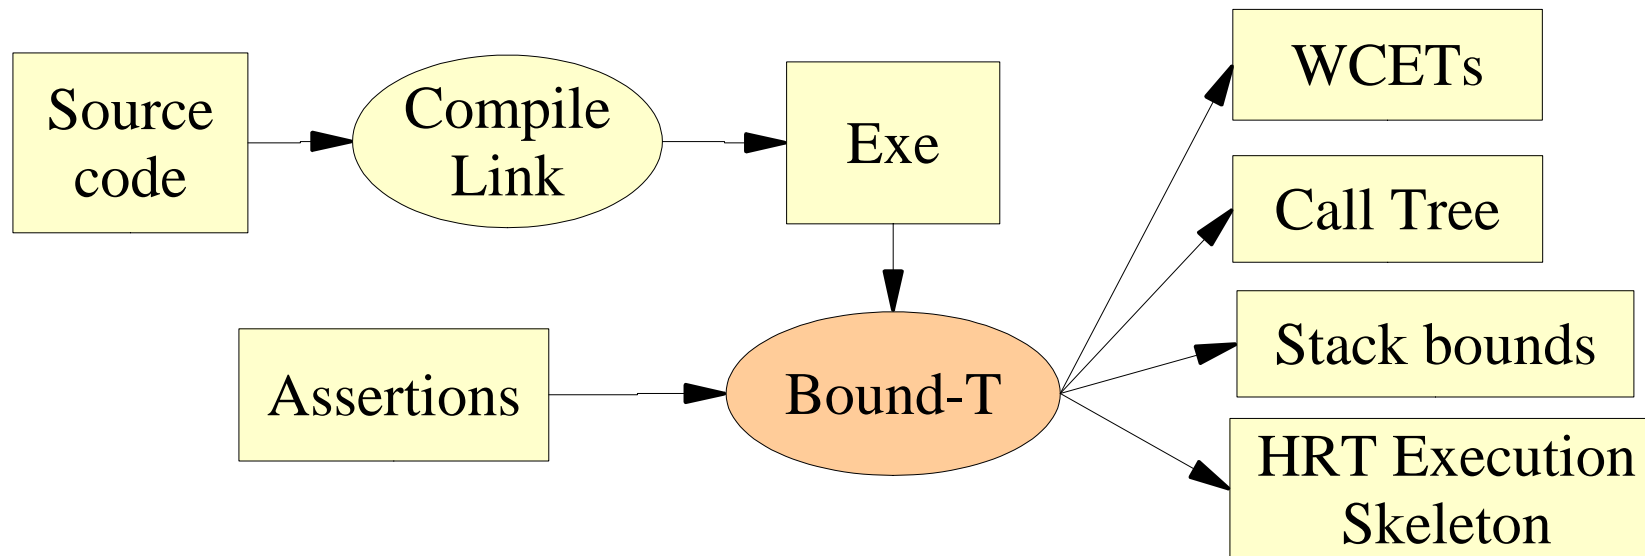 Source
code
Compile
Link
Exe
WCETs
Call Tree
Stack bounds
HRT Execution
Skeleton
Assertions
Bound-T